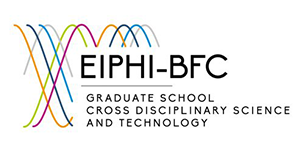 EIPHI-BFC
GRADUATE SCHOOL
CROSS DISCIPLINARY SCIENCE
AND TECHNOLOGY